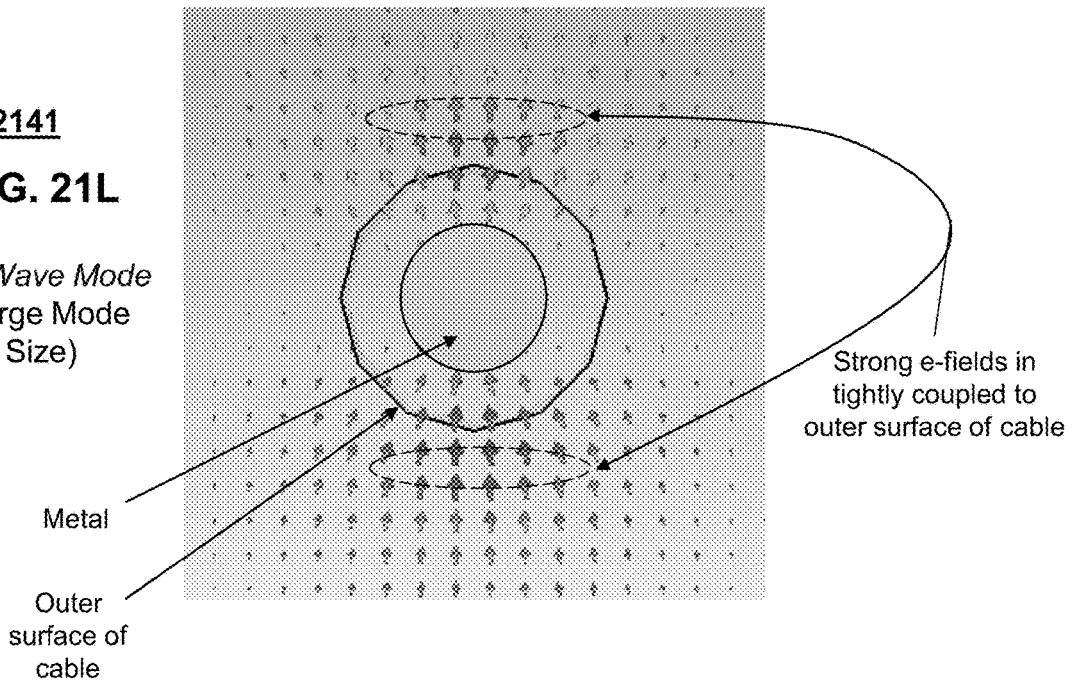 2141
G. 21L
Wave Mode
rge Mode
Size)
Strong e-fields in
tightly coupled to
outer surface of cable
Metal
Outer
surface of
cable